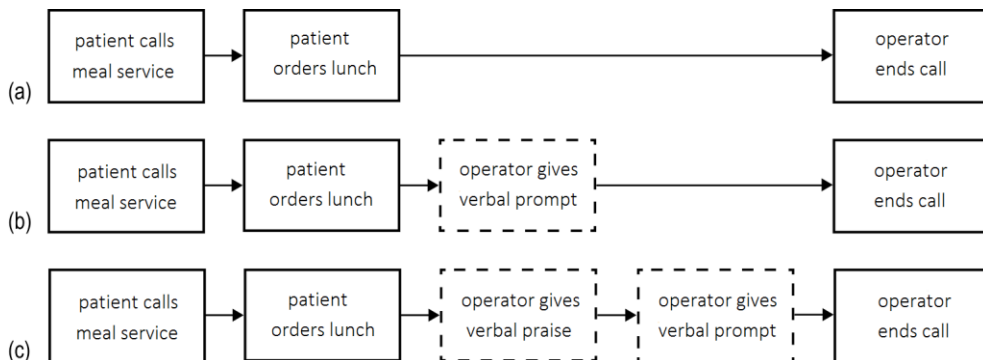 patient calls
meal service
patient
orders lunch
operator
ends call
(a)
patient calls
meal service
patient
orders lunch
operator gives
verbal prompt
operator
ends call
(b)
patient calls
meal service
patient
orders lunch
operator gives
verbal praise
operator gives
verbal prompt
operator
ends call
(c)